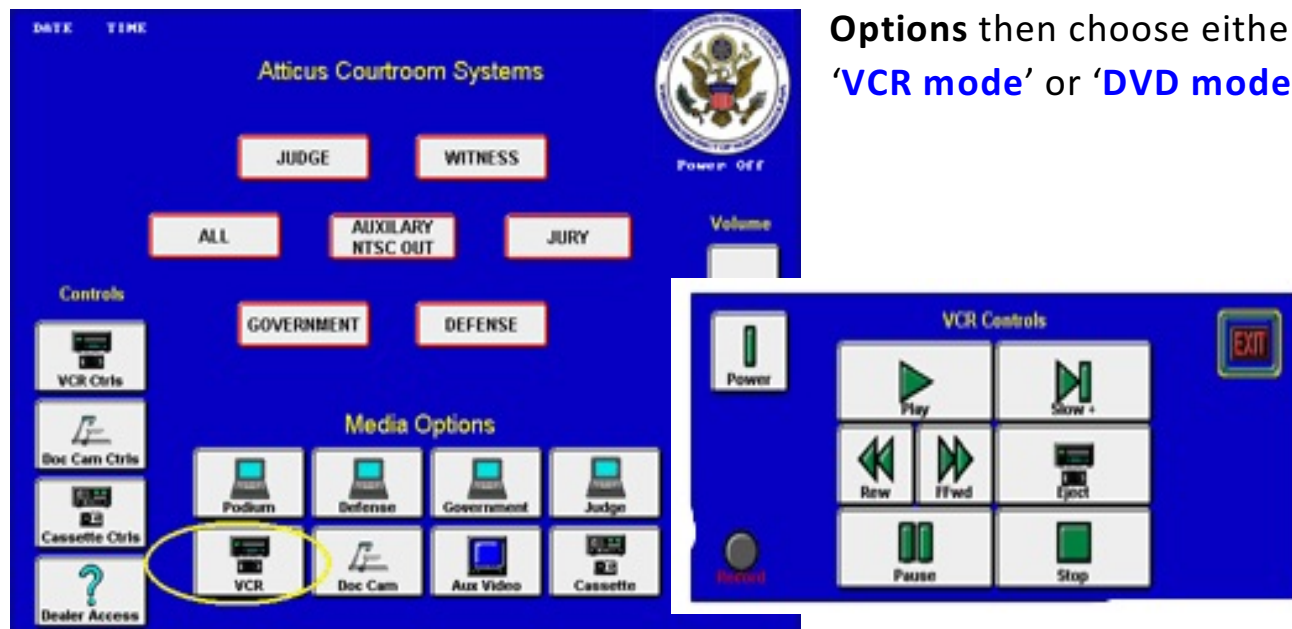 DATE TIME
Atticus Courtroom Systems
Options then choose eithe
‘VCR mode’ or ‘DVD mode
JUDGE WITNESS
Power Off
ALL AUXILARY NTSC OUT JURY
Volume
Controls
GOVERNMENT DEFENSE
VCR Ctrls
Doc Cam Ctrls
Cassette Ctrls
Dealer Access
Media Options
Podium Defense Government Judge
VCR Doc Cam Aux Video Cassette
VCR Controls
EXIT
Power
Play Slow +
Rew FFwd Eject
Record
Pause Stop